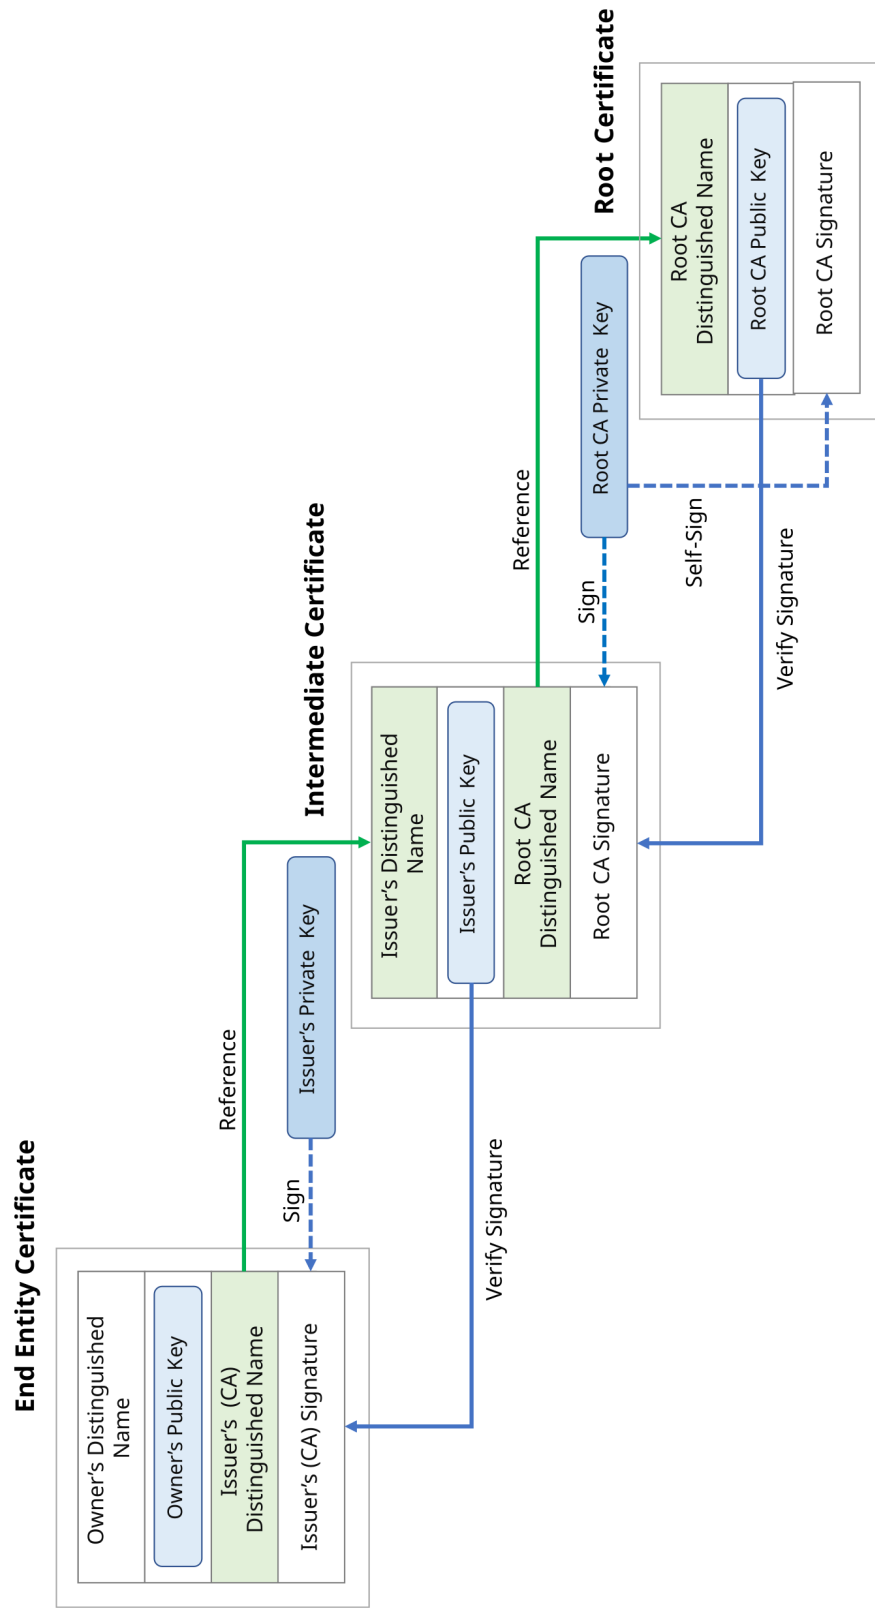 End Entity Certificate
Owner’s Distinguished
Name
Owner’s Public Key
Issuer’s (CA)
Distinguished Name
Issuer’s (CA) Signature
Reference
Sign
Issuer’s Private Key
Verify Signature
Intermediate Certificate
Issuer’s Distinguished
Name
Issuer’s Public Key
Root CA
Distinguished Name
Root CA Signature
Reference
Sign
Root CA Private Key
Self-Sign
Verify Signature
Root Certificate
Root CA
Distinguished Name
Root CA Public Key
Root CA Signature